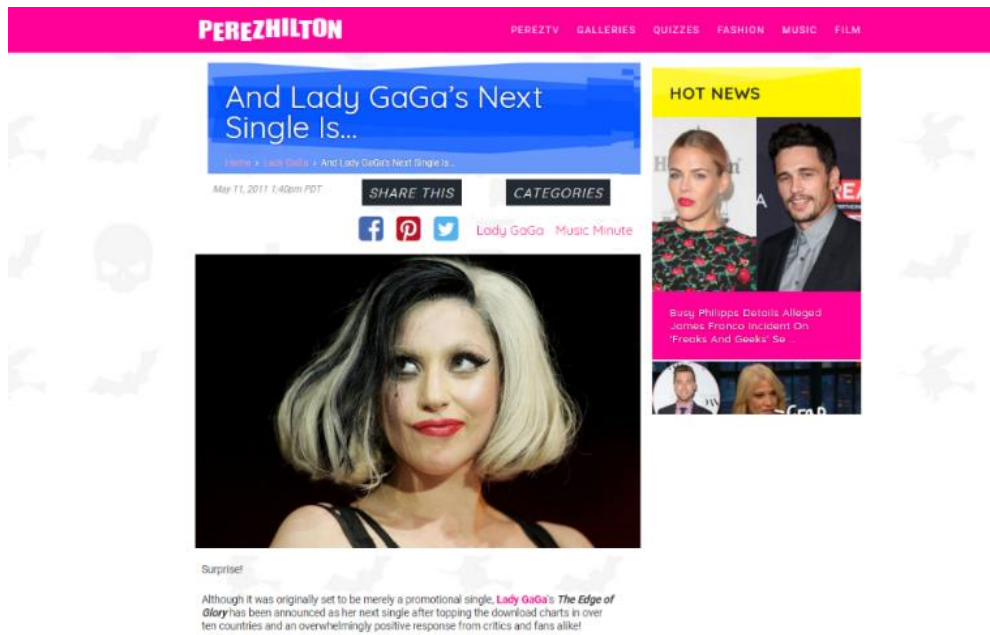 PEREZHILTON
PEREZTV GALLERIES QUIZZES FASHION MUSIC FILM
And Lady GaGa's Next
Single Is...
Home » Lady GaGa » And Lady GaGa's Next Single Is...
May 11, 2011 1:40pm PDT
SHARE THIS
CATEGORIES
Lady GaGa Music Minute
Surprise!
Although it was originally set to be merely a promotional single, Lady GaGa's The Edge of
Glory has been announced as her next single after topping the download charts in over
ten countries and an overwhelmingly positive response from critics and fans alike!
HOT NEWS
Busy Philipps Details Alleged
James Franco Incident On
'Freaks And Geeks' Se ...